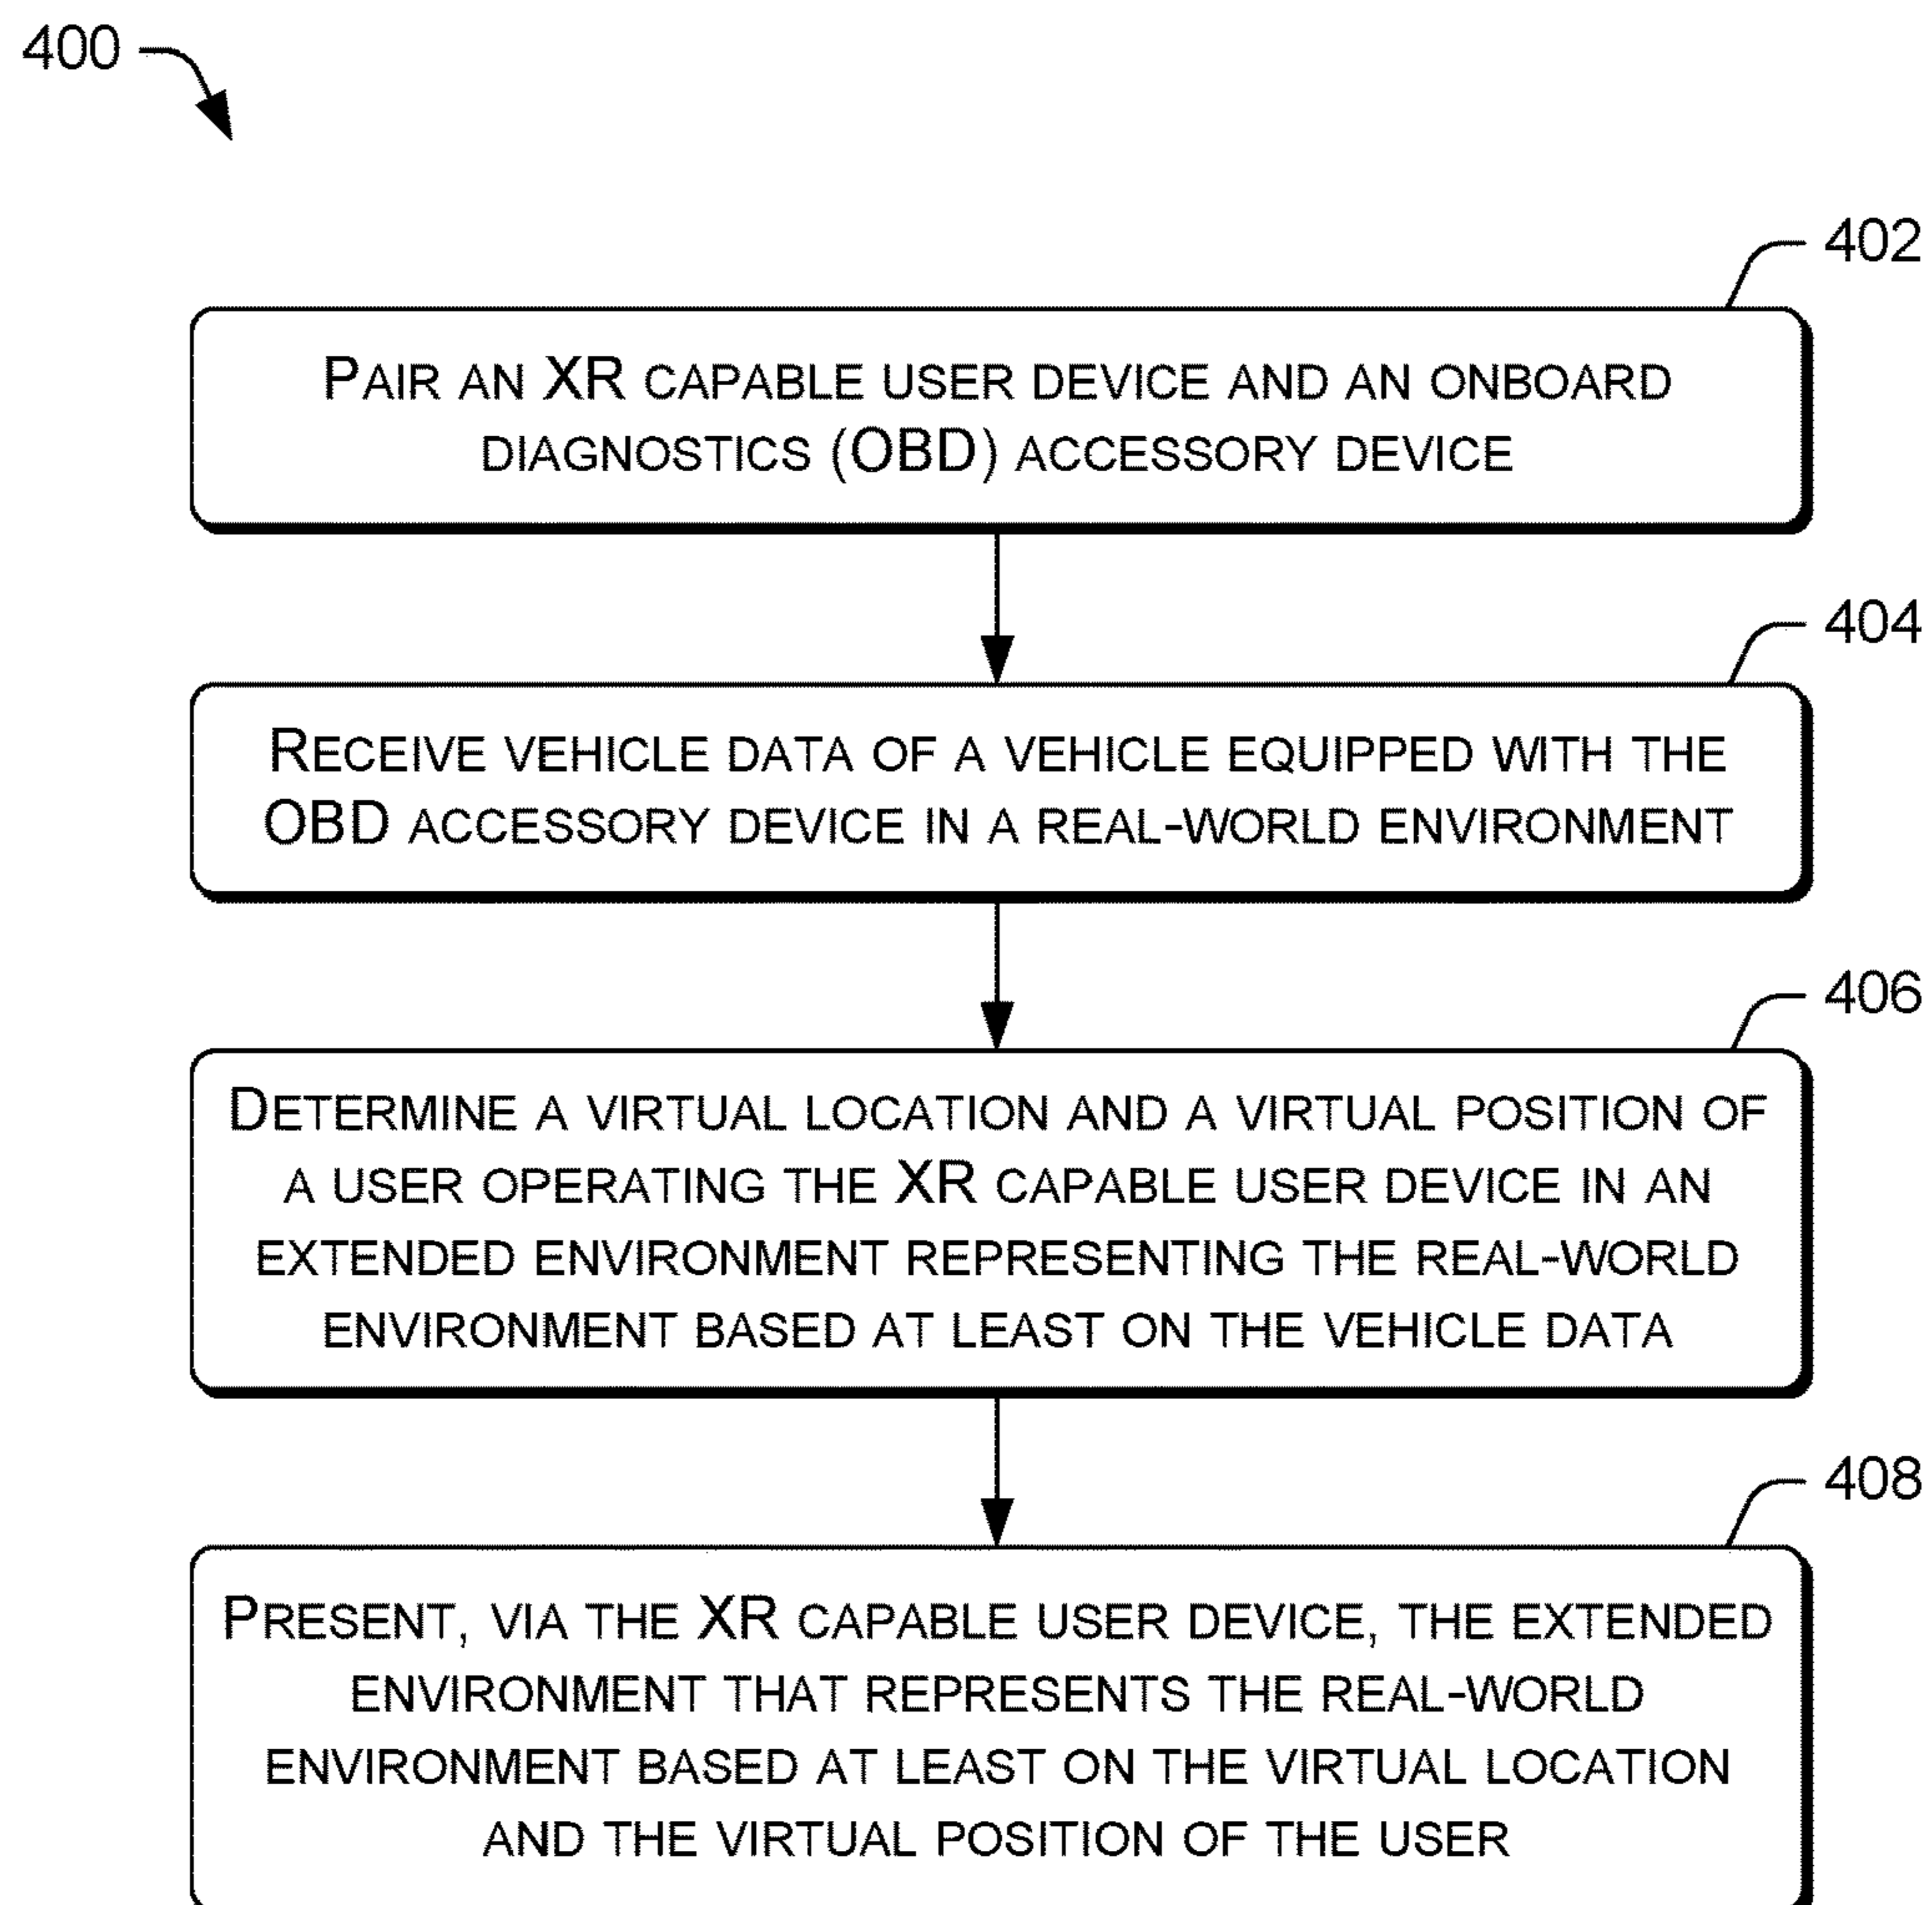 400
402
PAIR AN XR CAPABLE USER DEVICE AND AN ONBOARD
DIAGNOSTICS (OBD) ACCESSORY DEVICE
404
RECEIVE VEHICLE DATA OF A VEHICLE EQUIPPED WITH THE
OBD ACCESSORY DEVICE IN A REAL-WORLD ENVIRONMENT
406
DETERMINE A VIRTUAL LOCATION AND A VIRTUAL POSITION OF
A USER OPERATING THE XR CAPABLE USER DEVICE IN AN
EXTENDED ENVIRONMENT REPRESENTING THE REAL-WORLD
ENVIRONMENT BASED AT LEAST ON THE VEHICLE DATA
408
PRESENT, VIA THE XR CAPABLE USER DEVICE, THE EXTENDED
ENVIRONMENT THAT REPRESENTS THE REAL-WORLD
ENVIRONMENT BASED AT LEAST ON THE VIRTUAL LOCATION
AND THE VIRTUAL POSITION OF THE USER